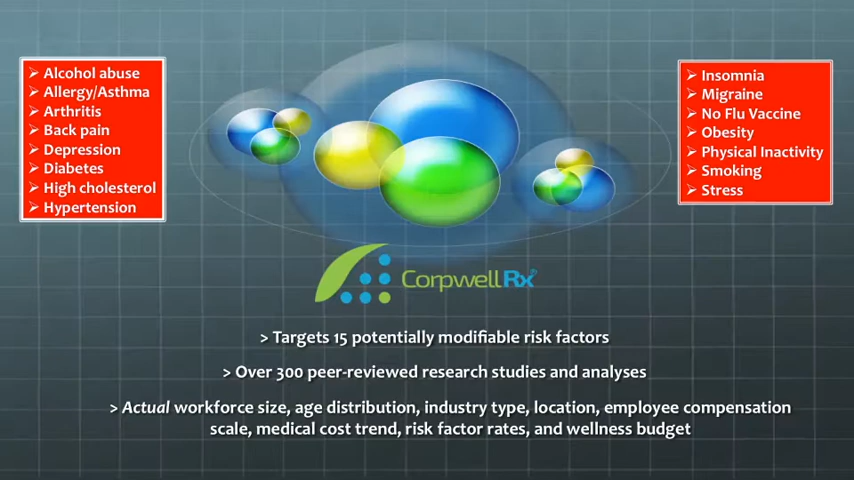 ➢ Alcohol abuse
➢ Allergy/Asthma
➢ Arthritis
➢ Back pain
➢ Depression
➢ Diabetes
➢ High cholesterol
➢ Hypertension
➢ Insomnia
➢ Migraine
➢ No Flu Vaccine
➢ Obesity
➢ Physical Inactivity
➢ Smoking
➢ Stress
CorpwellRx
> Targets 15 potentially modifiable risk factors
> Over 300 peer-reviewed research studies and analyses
> Actual workforce size, age distribution, industry type, location, employee compensation
scale, medical cost trend, risk factor rates, and wellness budget